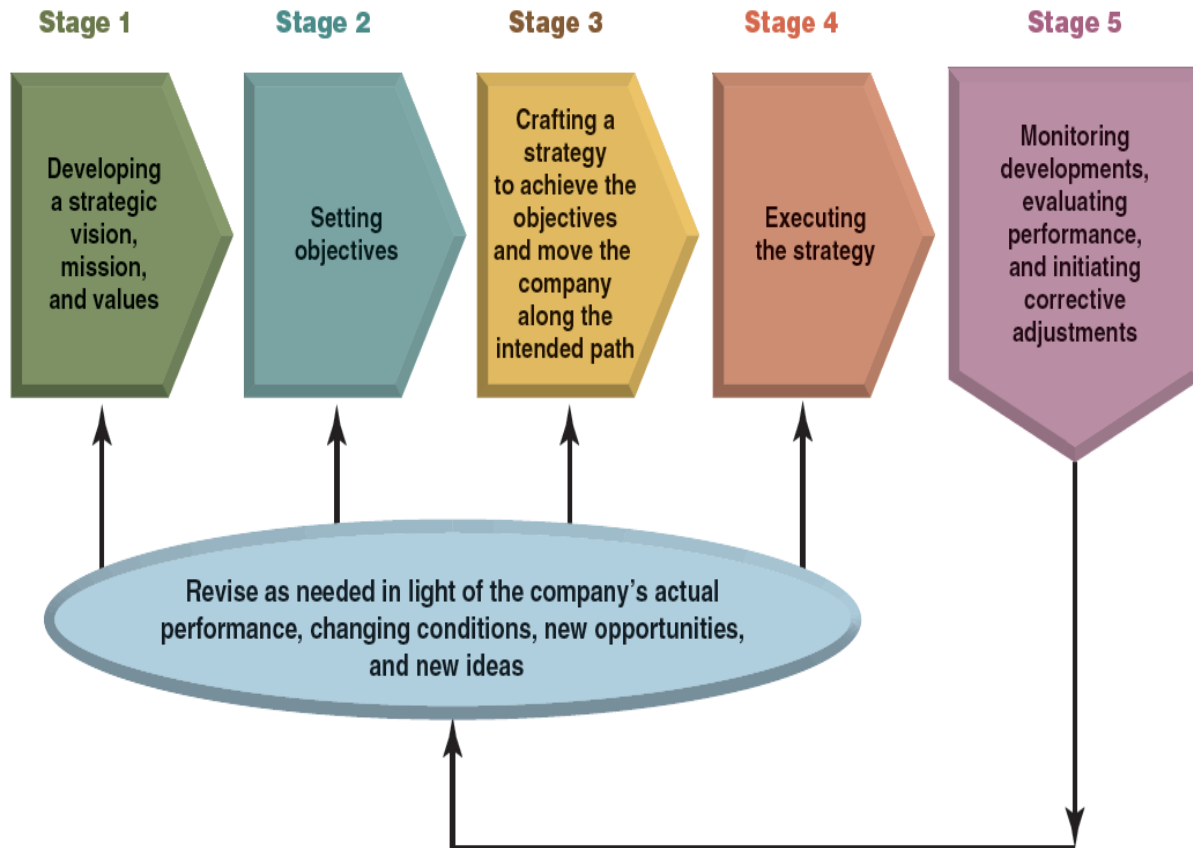 Stage 1
Stage 2
Stage 3
Stage 4
Stage 5
Developing
a strategic
vision,
mission,
and values
Setting
objectives
Crafting a
strategy
to achieve the
objectives
and move the
company
along the
intended path
Executing
the strategy
Monitoring
developments,
evaluating
performance,
and initiating
corrective
adjustments
Revise as needed in light of the company’s actual
performance, changing conditions, new opportunities,
and new ideas